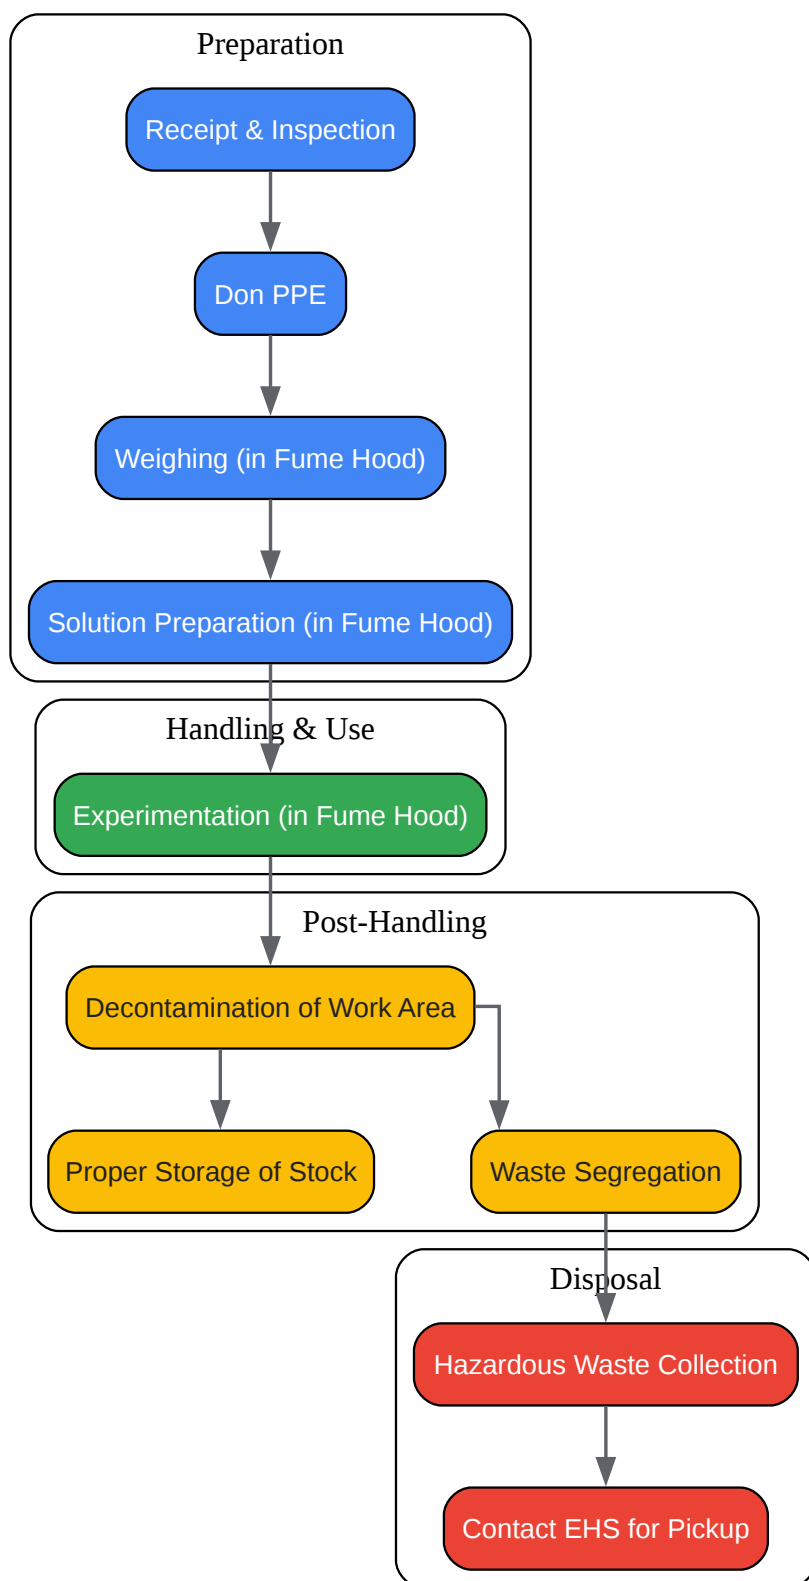 Preparation
Receipt & Inspection
Don PPE
Weighing (in Fume Hood)
Solution Preparation (in Fume Hood)
Handling & Use
Experimentation (in Fume Hood)
Post-Handling
Decontamination of Work Area
Proper Storage of Stock
Waste Segregation
Disposal
Hazardous Waste Collection
Contact EHS for Pickup